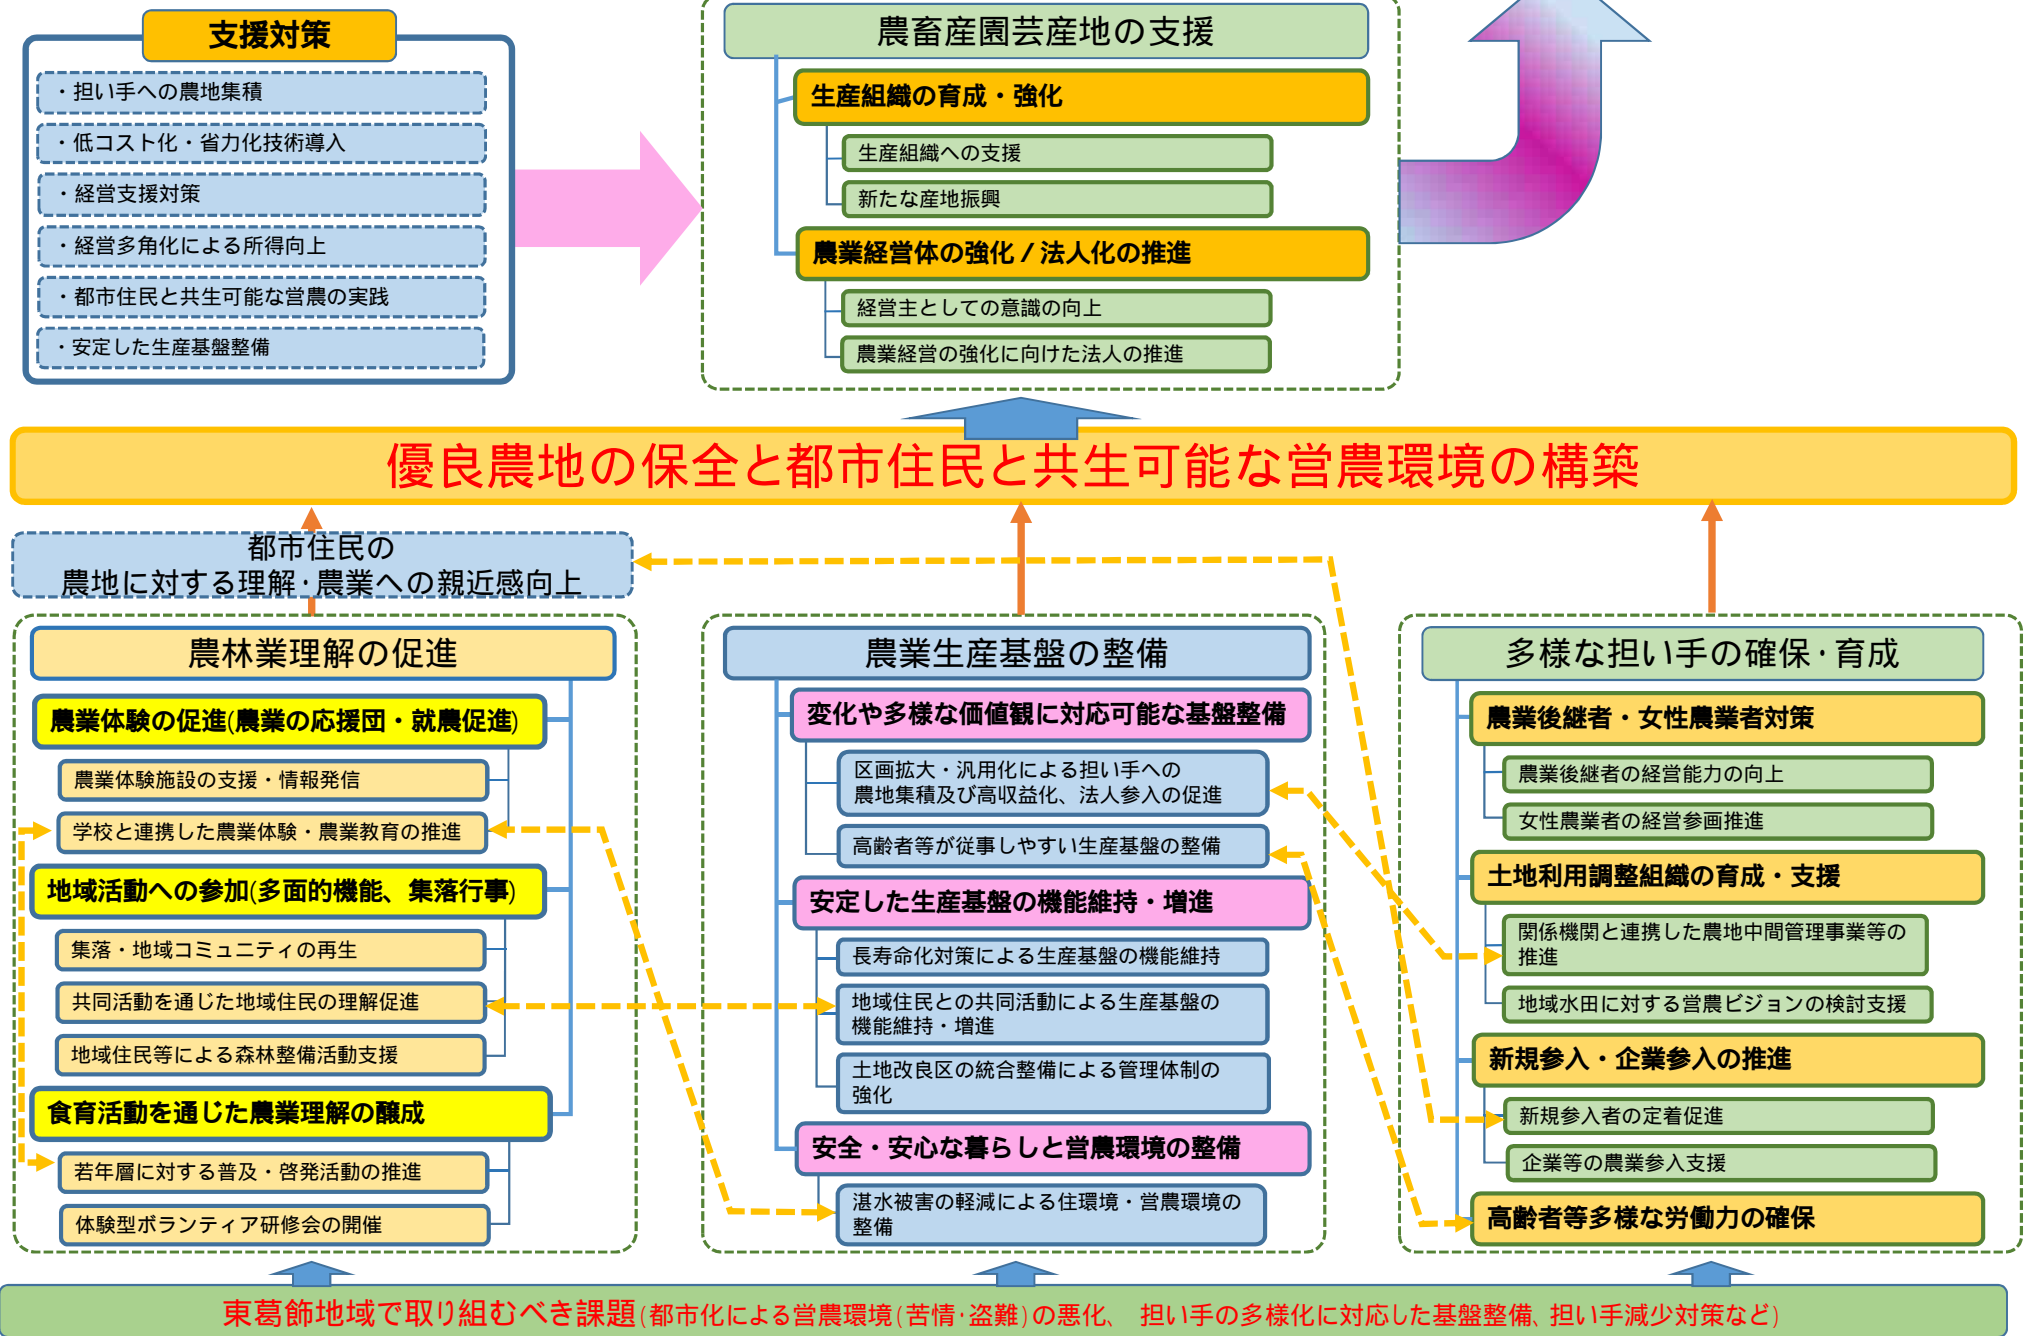 支援対策
・担い手への農地集積
・低コスト化・省力化技術導入
・経営支援対策
・経営多角化による所得向上
・都市住民と共生可能な営農の実践
・安定した生産基盤整備
農畜産園芸産地の支援
生産組織の育成・強化
生産組織への支援
新たな産地振興
農業経営体の強化/法人化の推進
経営主としての意識の向上
農業経営の強化に向けた法人の推進
優良農地の保全と都市住民と共生可能な営農環境の構築
都市住民の
農地に対する理解・農業への親近感向上
農林業理解の促進
農業体験の促進(農業の応援団・就農促進)
農業体験施設の支援・情報発信
学校と連携した農業体験・農業教育の推進
地域活動への参加(多面的機能、集落行事)
集落・地域コミュニティの再生
共同活動を通じた地域住民の理解促進
地域住民等による森林整備活動支援
食育活動を通じた農業理解の醸成
若年層に対する普及・啓発活動の推進
体験型ボランティア研修会の開催
農業生産基盤の整備
変化や多様な価値観に対応可能な基盤整備
区画拡大・汎用化による担い手への
農地集積及び高収益化、法人参入の促進
高齢者等が従事しやすい生産基盤の整備
安定した生産基盤の機能維持・増進
長寿命化対策による生産基盤の機能維持
地域住民との共同活動による生産基盤の
機能維持・増進
土地改良区の統合整備による管理体制の
強化
安全・安心な暮らしと営農環境の整備
湛水被害の軽減による住環境・営農環境の
整備
多様な担い手の確保・育成
農業後継者・女性農業者対策
農業後継者の経営能力の向上
女性農業者の経営参画推進
土地利用調整組織の育成・支援
関係機関と連携した農地中間管理事業等の
推進
地域水田に対する営農ビジョンの検討支援
新規参入・企業参入の推進
新規参入者の定着促進
企業等の農業参入支援
高齢者等多様な労働力の確保
東葛飾地域で取り組むべき課題(都市化による営農環境(苦情・盗難)の悪化、 担い手の多様化に対応した基盤整備、担い手減少対策など)